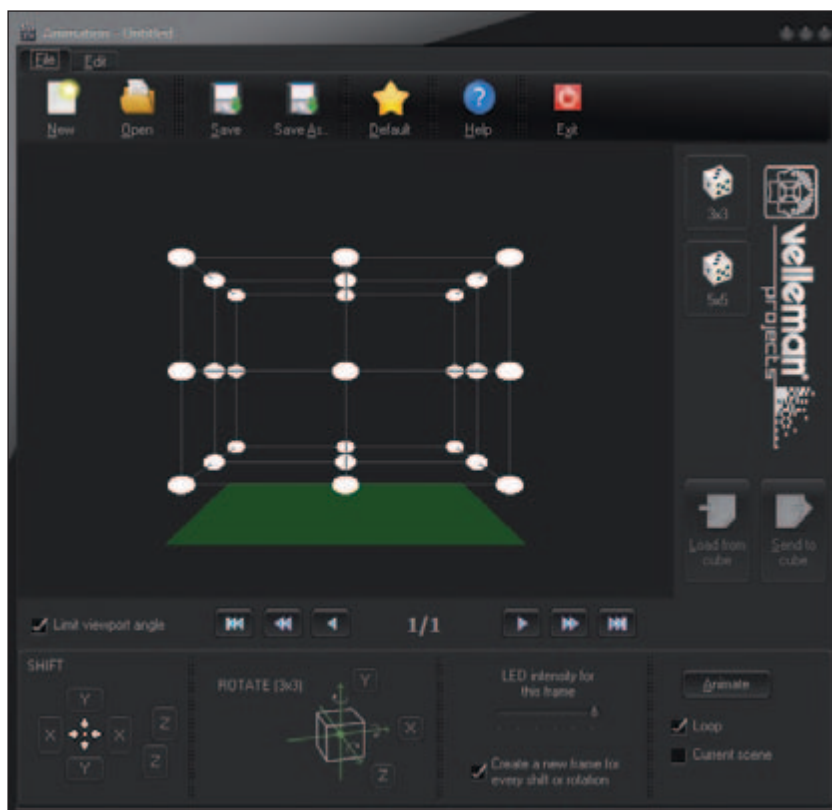 Animation - Untitled
File Edit
New Open Save Save As.. Default Help Exit
3x3
5x5
velleman®
projects
Load from
cube
Send to
cube
Limit viewport angle
1/1
SHIFT
Y
X X
Y
Z
Z
ROTATE (3x3)
Y
X
Z
LED intensity for
this frame
Create a new frame for
every shift or rotation
Animate
Loop
Current scene